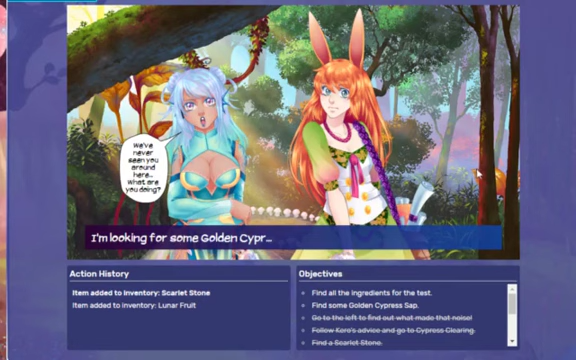 We've
never
seen you
around
here...
What are
you doing?
I'm looking for some Golden Cypr...
Action History
Item added to inventory: Scarlet Stone
Item added to inventory: Lunar Fruit
Objectives
Find all the ingredients for the test.
Find some Golden Cypress Sap.
Go to the left to find out what made that noise!
Follow Kero's advice and go to Cypress Clearing.
Find a Scarlet Stone.